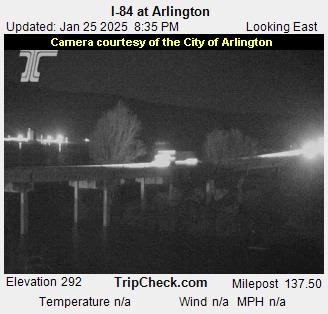 I-84 at Arlington
Updated: Jan 25 2025 8:35 PM Looking East
Camera courtesy of the City of Arlington
Elevation 292 TripCheck.com Milepost 137.50
Temperature n/a Wind n/a MPH n/a